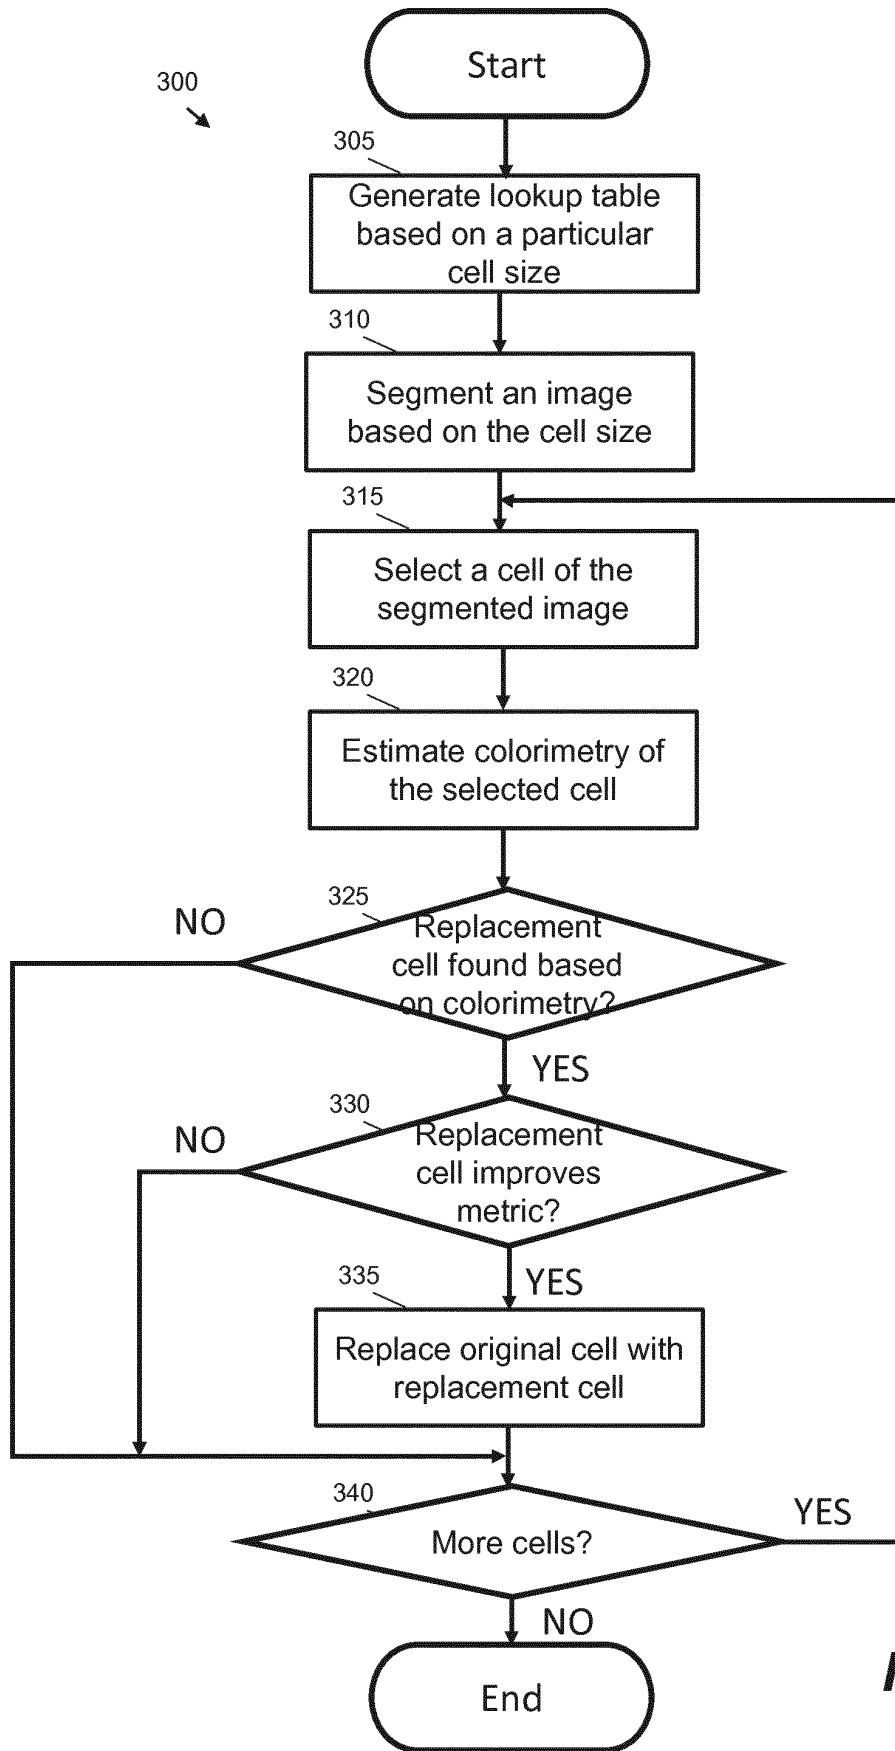 Start
300
305
Generate lookup table
based on a particular
cell size
310
Segment an image
based on the cell size
315
Select a cell of the
segmented image
320
Estimate colorimetry of
the selected cell
325
NO
Replacement
cell found based
on colorimetry?
YES
330
NO
Replacement
cell improves
metric?
YES
335
Replace original cell with
replacement cell
340
YES
More cells?
NO
End